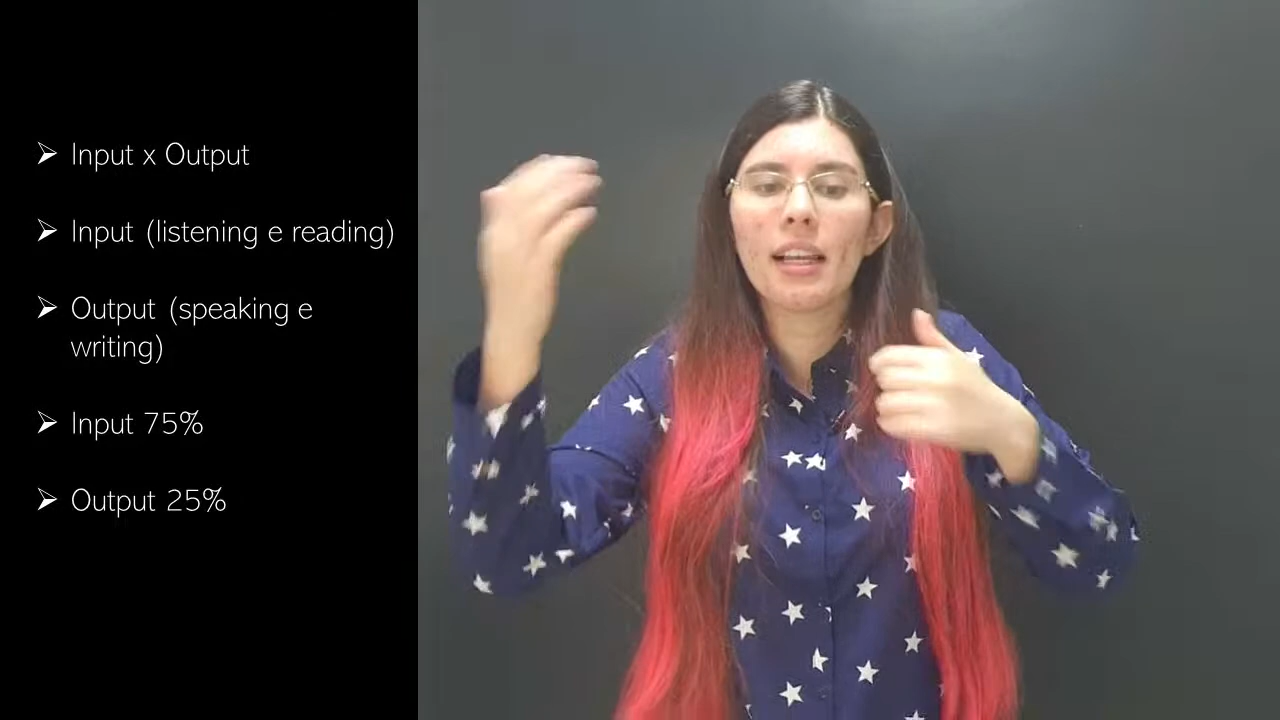 ➢ Input x Output
➢ Input (listening e reading)
➢ Output (speaking e
writing)
➢ Input 75%
➢ Output 25%